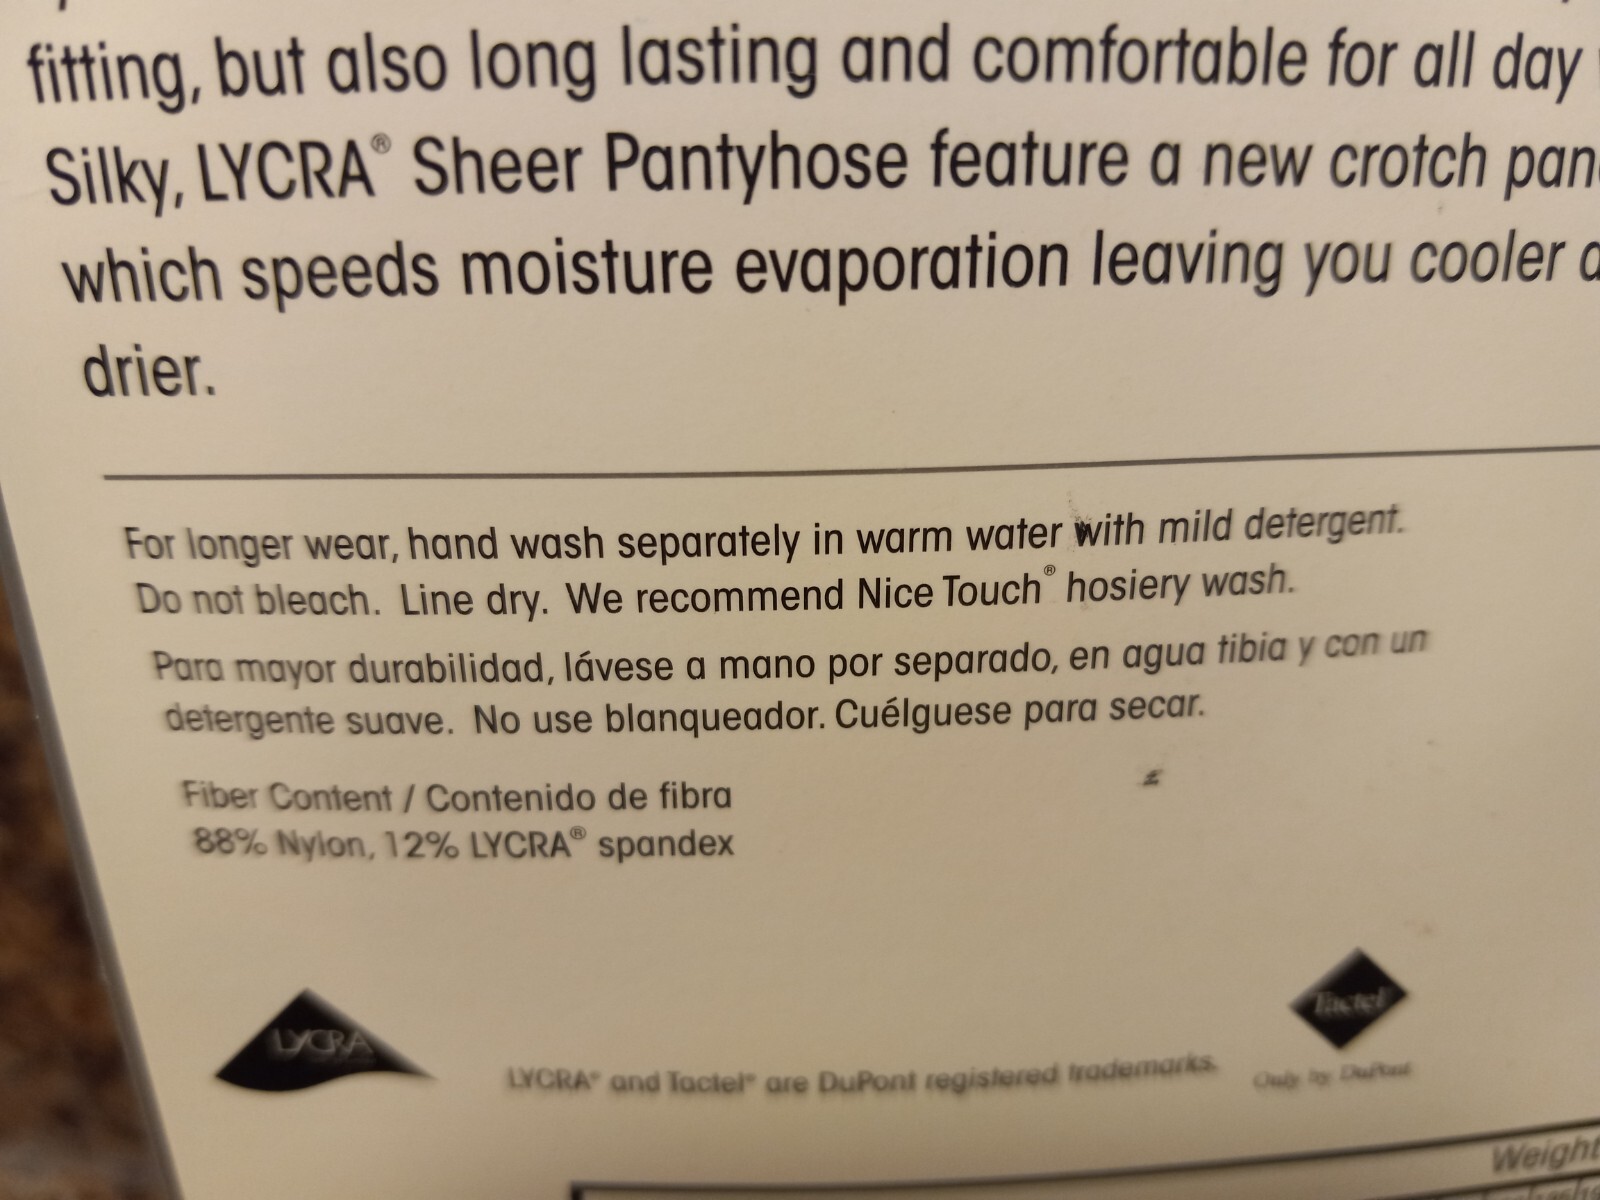 fitting, but also long lasting and comfortable for all day
Silky, LYCRA® Sheer Pantyhose feature a new crotch
which speeds moisture evaporation leaving you cooler
drier.
For longer wear, hand wash separately in warm water with mild detergent.
Do not bleach. Line dry. We recommend Nice Touch® hosiery wash.
Para mayor durabilidad, lávese a mano por separado, en agua tibia y con un
detergente suave. No use blanqueador. Cuélguese para secar.
Fiber Content / Contenido de fibra
88% Nylon, 12% LYCRA® spandex
LYCRA
Tactel
LYCRA® and Tactel® are DuPont registered trademarks.
Only by DuPont
Weight